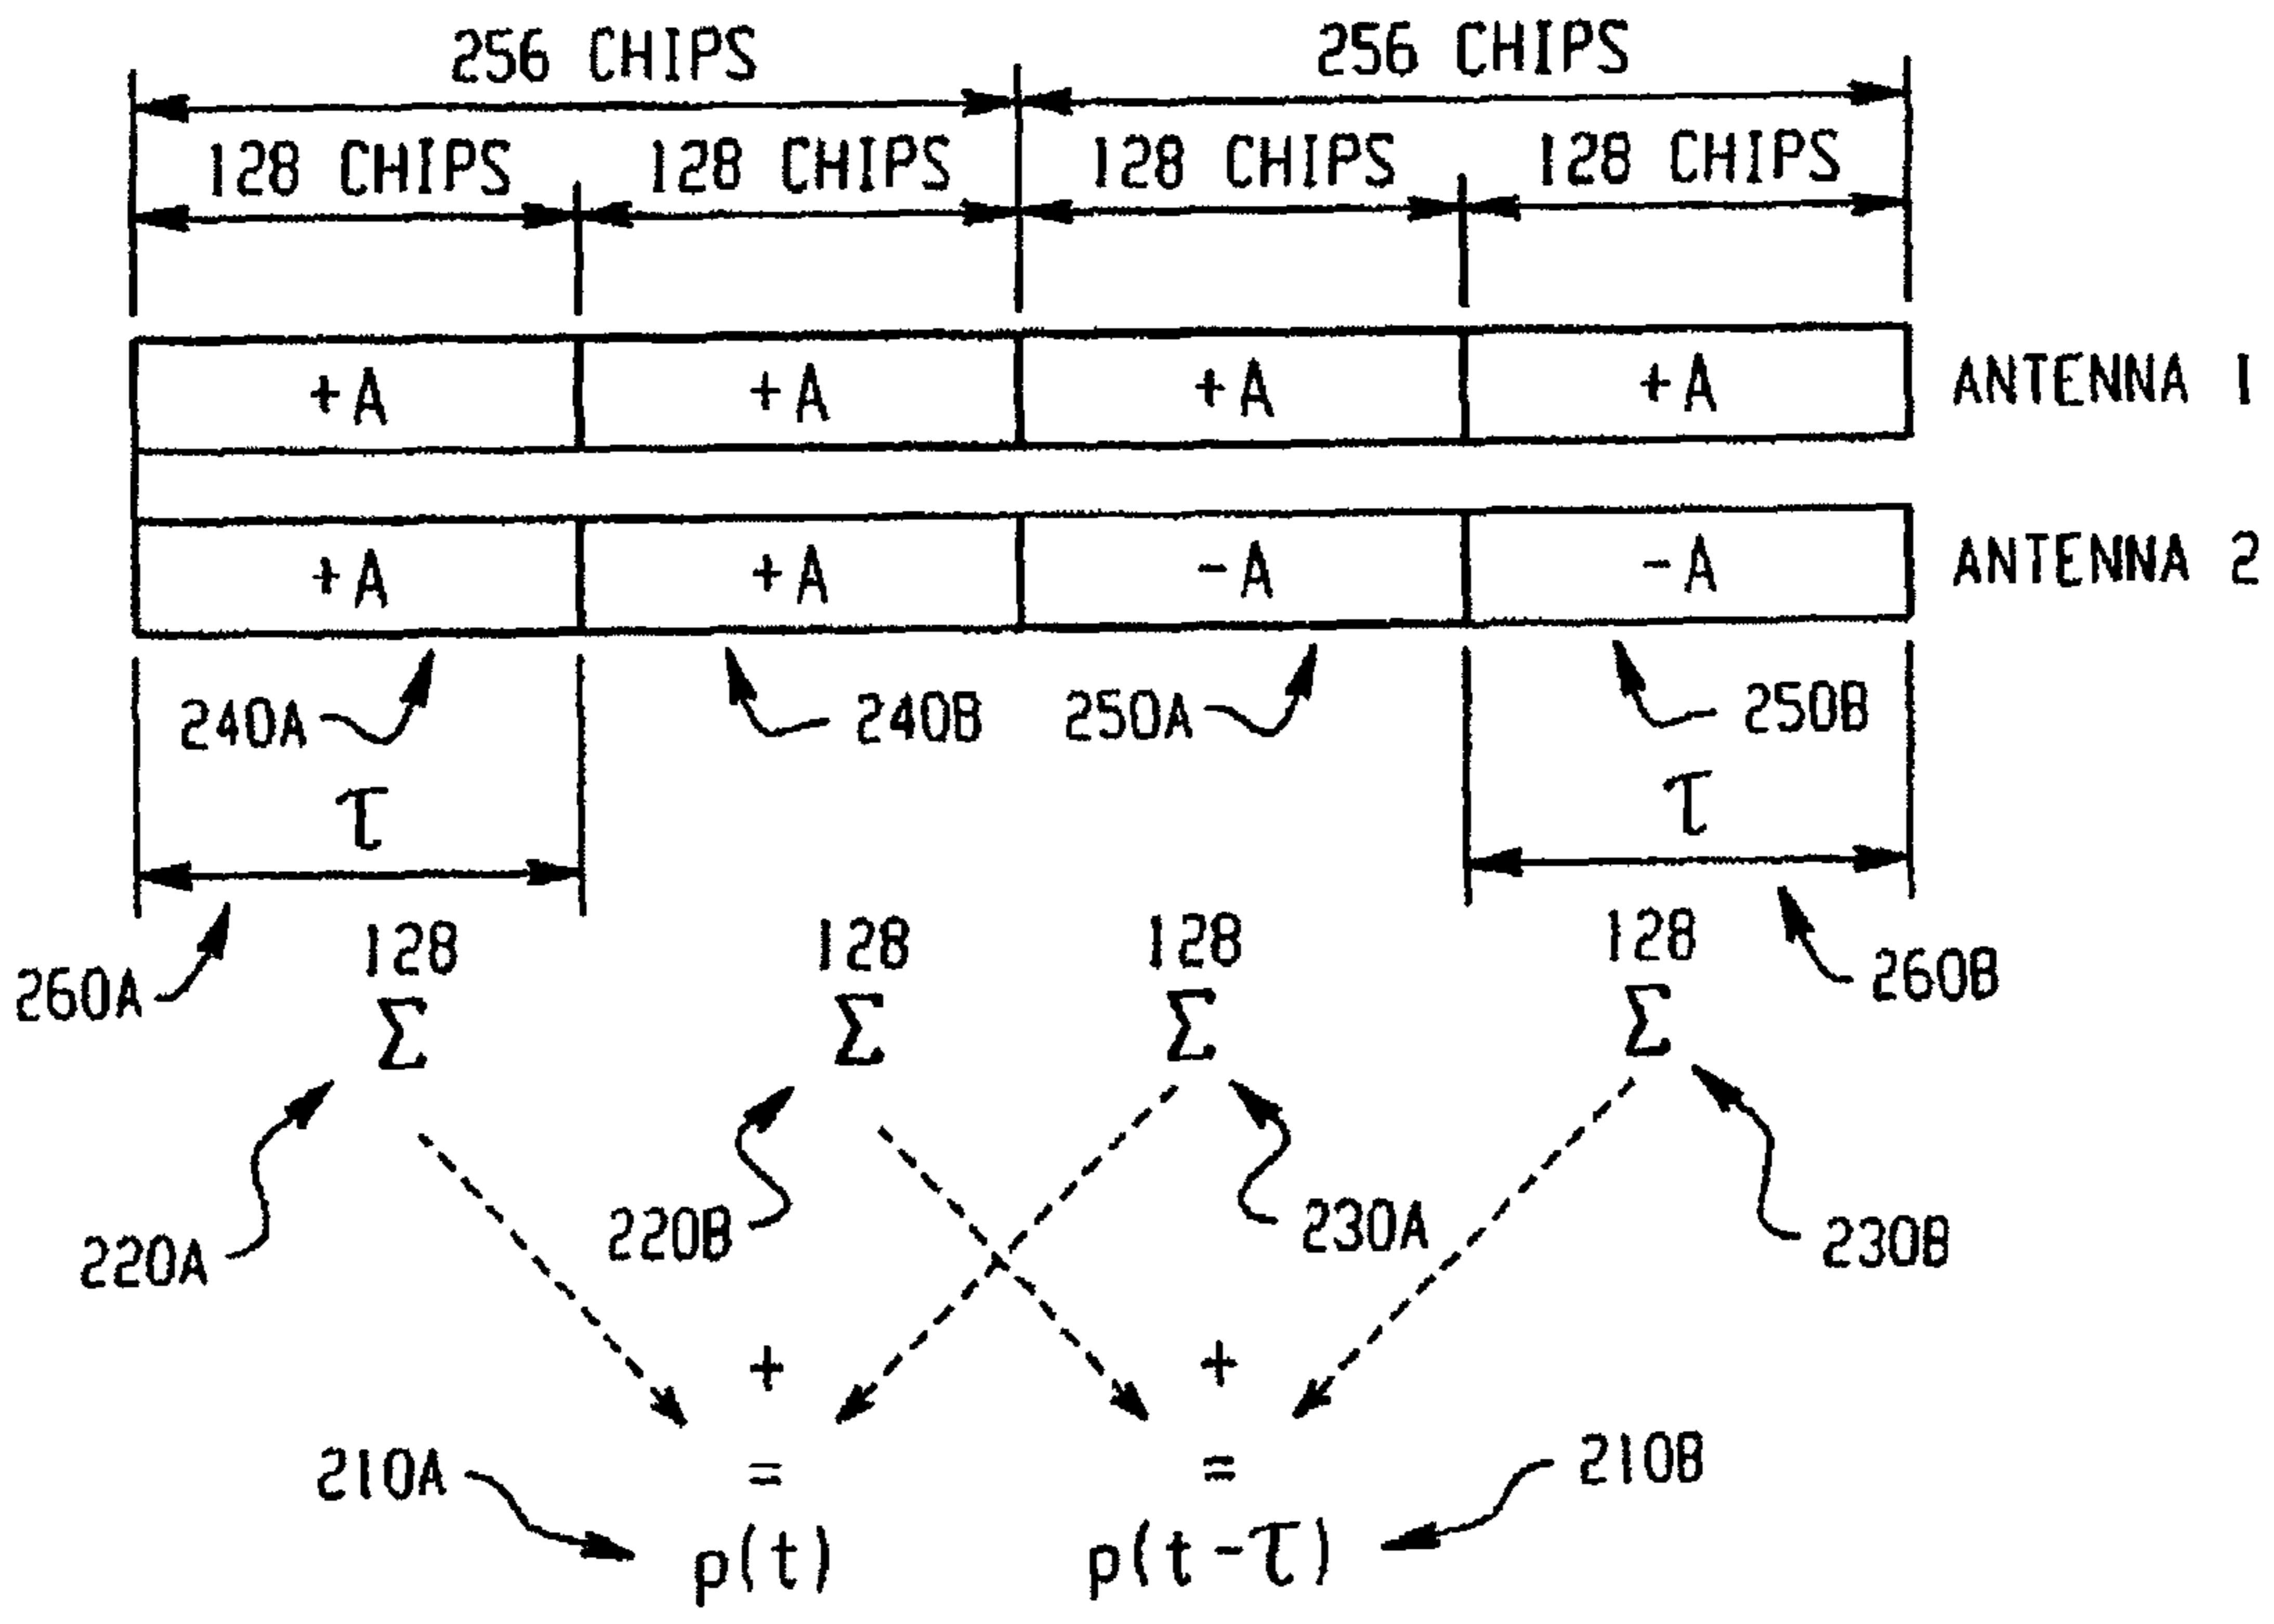 256 CHIPS 256 CHIPS
128 CHIPS 128 CHIPS 128 CHIPS 128 CHIPS
+A +A +A +A ANTENNA 1
+A +A -A -A ANTENNA 2
240A 240B 250A 250B
τ τ
260A 128 128 128 128 260B
Σ Σ Σ Σ
220A 220B 230A 230B
+ +
210A = = 210B
p(t) p(t-τ)